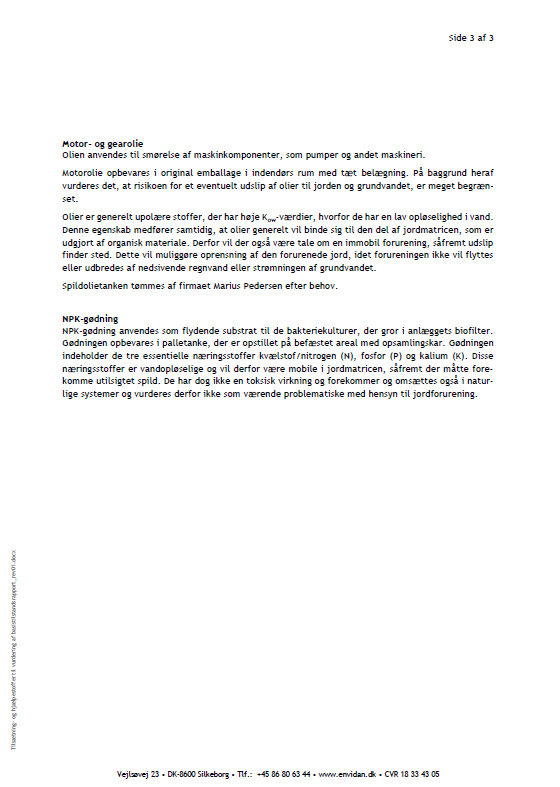 Side 3 af 3
Motor- og gearolie
Olien anvendes til smørelse af maskinkomponenter, som pumper og andet maskineri.
Motorolie opbevares i original emballage i indendørs rum med tæt belægning. På baggrund heraf
vurderes det, at risikoen for et eventuelt udslip af olier til jorden og grundvandet, er meget begræn-
set.
Olier er generelt upolære stoffer, der har høje Kow-værdier, hvorfor de har en lav opløselighed i vand.
Denne egenskab medfører samtidig, at olier generelt vil binde sig til den del af jordmatricen, som er
udgjort af organisk materiale. Derfor vil der også være tale om en immobil forurening, såfremt udslip
finder sted. Dette vil muliggøre oprensning af den forurenede jord, idet forureningen ikke vil flyttes
eller udbredes af nedsivende regnvand eller strømningen af grundvandet.
Spildolietanken tømmes af firmaet Marius Pedersen efter behov.
NPK-gødning
NPK-gødning anvendes som flydende substrat til de bakteriekulturer, der gror i anlæggets biofilter.
Gødningen opbevares i palletanke, der er opstillet på befæstet areal med opsamlingskar. Gødningen
indeholder de tre essentielle næringsstoffer kvælstof/nitrogen (N), fosfor (P) og kalium (K). Disse
næringsstoffer er vandopløselige og vil derfor være mobile i jordmatricen, såfremt der måtte fore-
komme utilsigtet spild. De har dog ikke en toksisk virkning og forekommer og omsættes også i natur-
lige systemer og vurderes derfor ikke som værende problematiske med hensyn til jordforurening.
Tilsætning- og hjælpestoffer til vurdering af basistilstandsrapport_rev01.docx
Vejlsøvej 23 • DK-8600 Silkeborg • Tlf.: +45 86 80 63 44 • www.envidan.dk • CVR 18 33 43 05